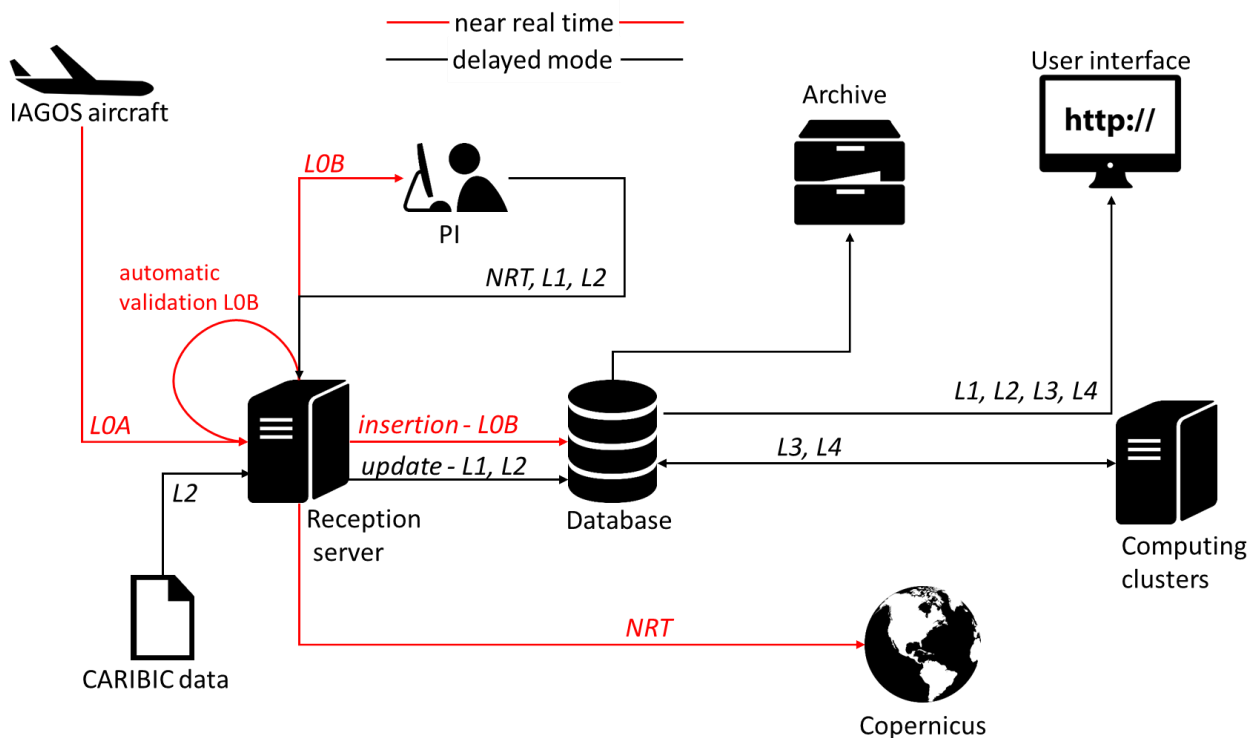 near real time
delayed mode
IAGOS aircraft
User interface
http://
Archive
L0B
PI
NRT, L1, L2
automatic
validation L0B
L0A
insertion - L0B
update - L1, L2
L1, L2, L3, L4
L3, L4
L2
Reception
server
Database
Computing
clusters
CARIBIC data
NRT
Copernicus